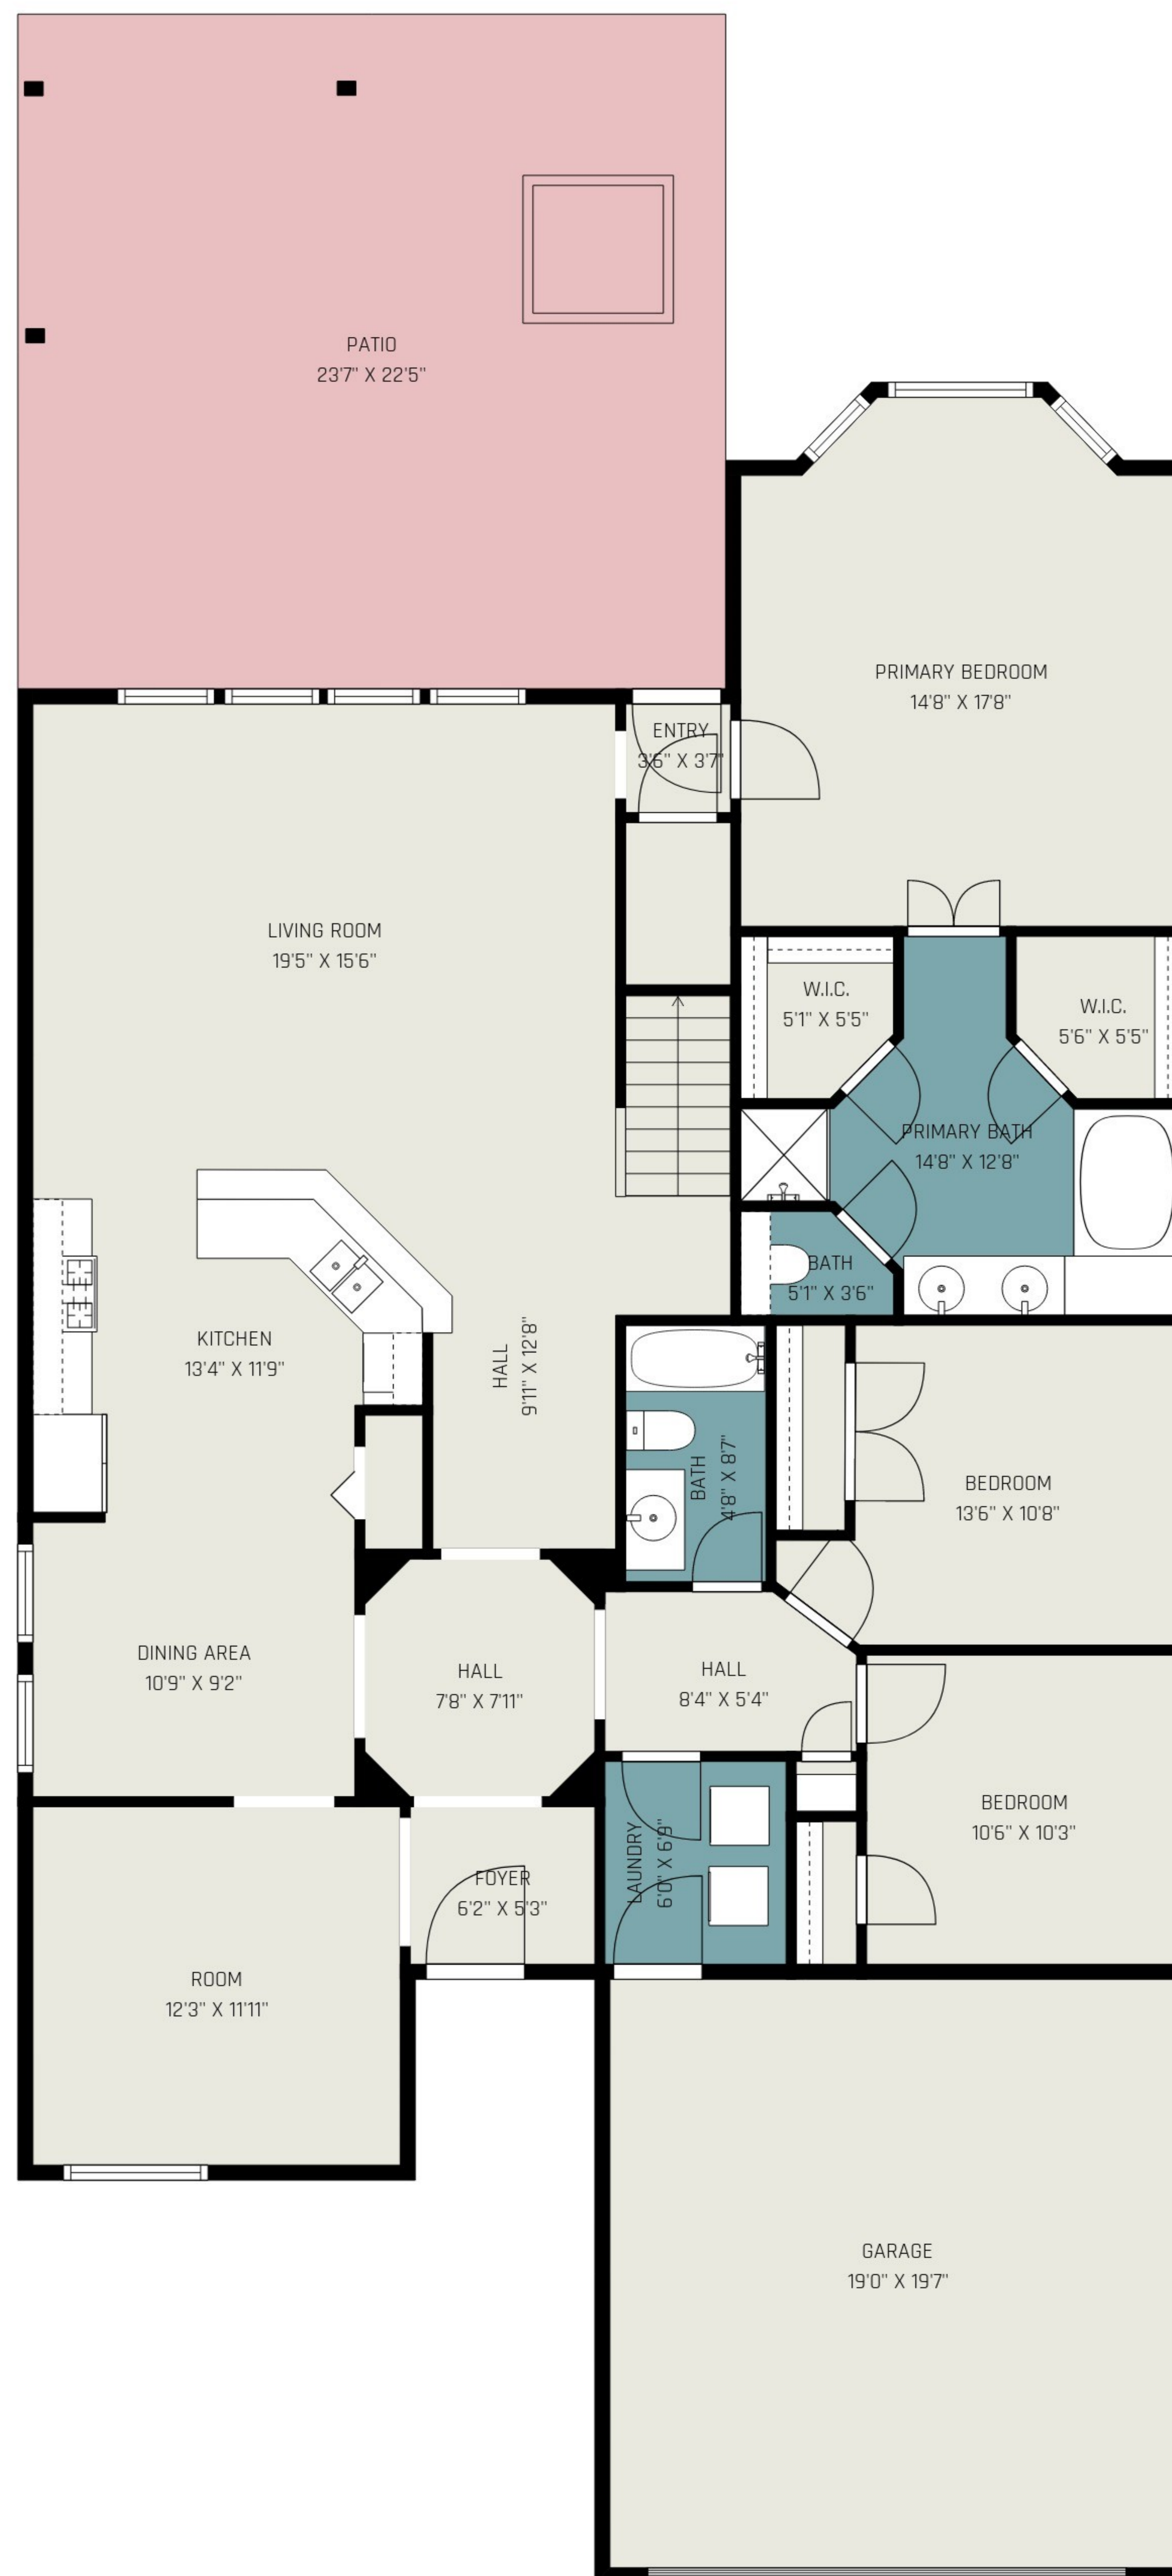 PATIO
23'7" X 22'5"
PRIMARY BEDROOM
14'8" X 17'8"
ENTRY
3'6" X 3'7"
LIVING ROOM
19'5" X 15'6"
W.I.C.
5'1" X 5'5"
W.I.C.
5'6" X 5'5"
PRIMARY BATH
14'8" X 12'8"
BATH
5'1" X 3'6"
KITCHEN
13'4" X 11'9"
HALL
9'11" X 12'8"
BATH
4'8" X 8'7"
BEDROOM
13'6" X 10'8"
DINING AREA
10'9" X 9'2"
HALL
7'8" X 7'11"
HALL
8'4" X 5'4"
BEDROOM
10'6" X 10'3"
LAUNDRY
6'0" X 6'9"
FOYER
6'2" X 5'3"
ROOM
12'3" X 11'11"
GARAGE
19'0" X 19'7"